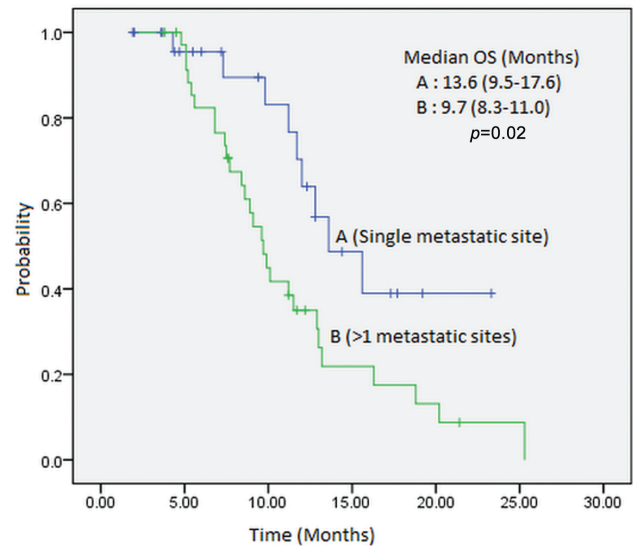 Median OS (Months)
A : 13.6 (9.5-17.6)
B : 9.7 (8.3-11.0)
p=0.02
A (Single metastatic site)
B (>1 metastatic sites)
Probability
1.0
0.8
0.6
0.4
0.2
0.0
0.00 5.00 10.00 15.00 20.00 25.00 30.00
Time (Months)